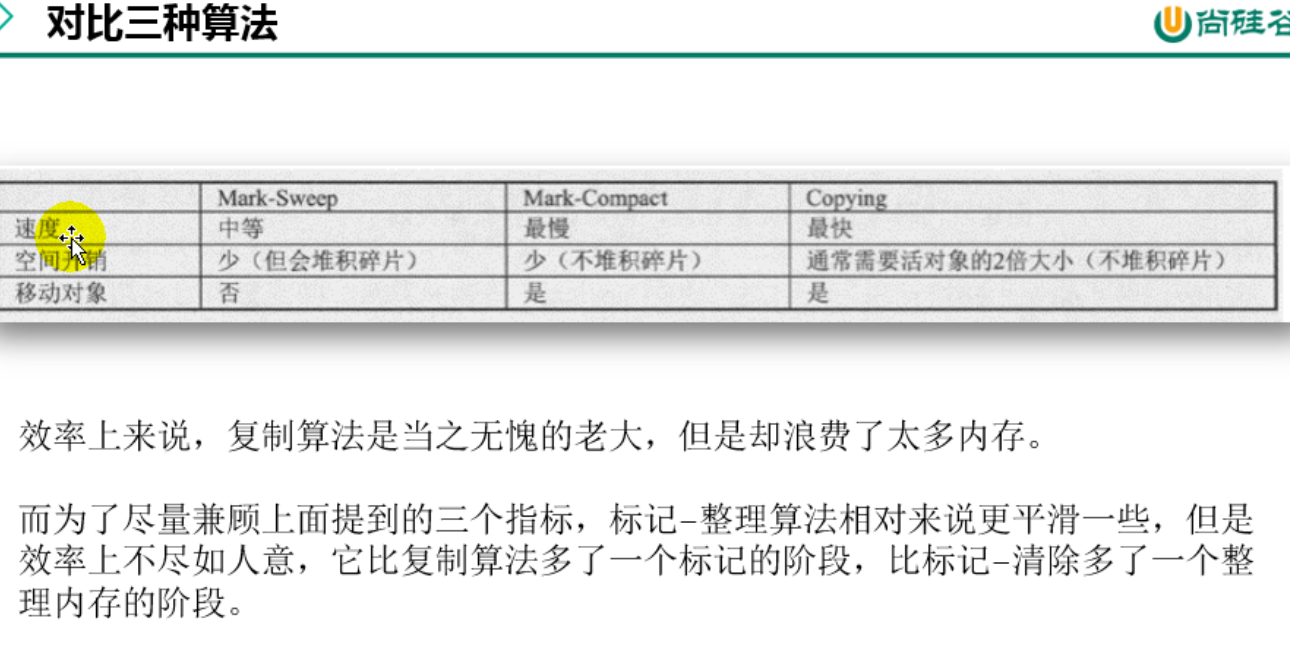 对比三种算法
尚硅谷
Mark-Sweep Mark-Compact Copying
速度 中等 最慢 最快
空间开销 少（但会堆积碎片） 少（不堆积碎片） 通常需要活对象的2倍大小（不堆积碎片）
移动对象 否 是 是
效率上来说，复制算法是当之无愧的老大，但是却浪费了太多内存。
而为了尽量兼顾上面提到的三个指标，标记-整理算法相对来说更平滑一些，但是
效率上不尽如人意，它比复制算法多了一个标记的阶段，比标记-清除多了一个整
理内存的阶段。